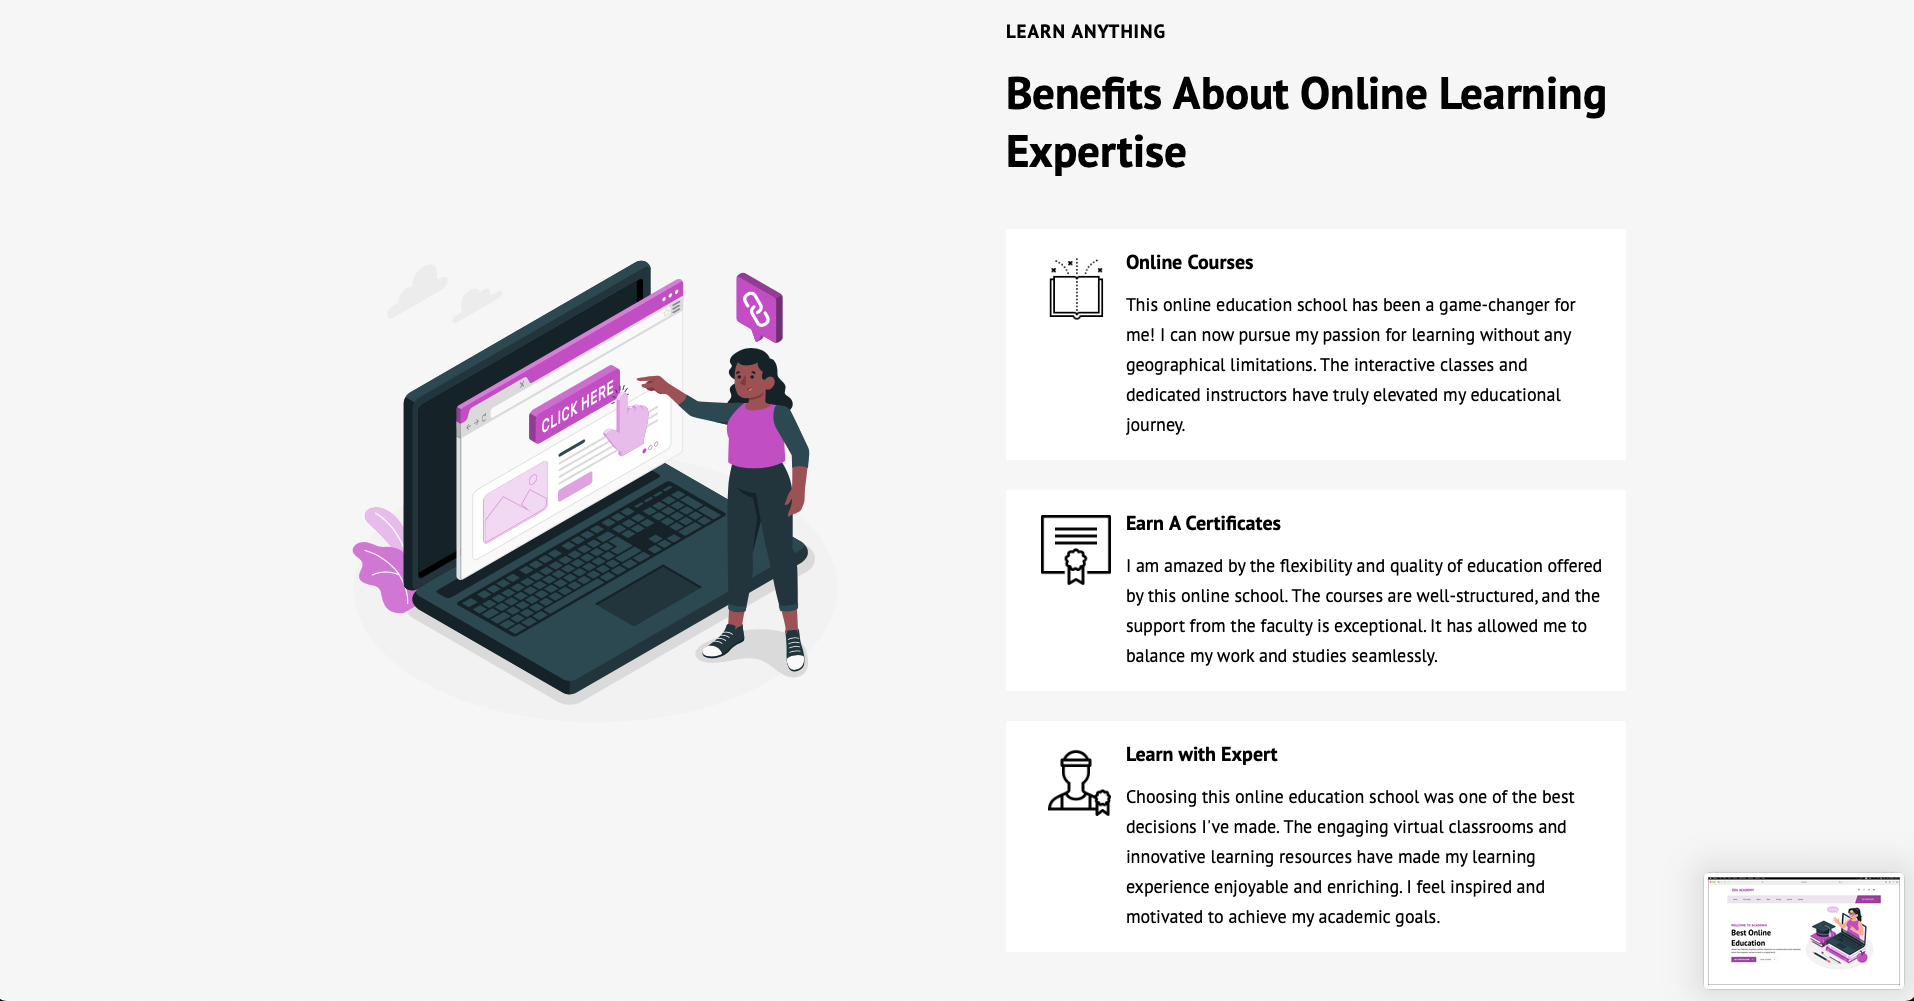 LEARN ANYTHING
Benefits About Online Learning
Expertise
CLICK HERE
Online Courses
This online education school has been a game-changer for
me! I can now pursue my passion for learning without any
geographical limitations. The interactive classes and
dedicated instructors have truly elevated my educational
journey.
Earn A Certificates
I am amazed by the flexibility and quality of education offered
by this online school. The courses are well-structured, and the
support from the faculty is exceptional. It has allowed me to
balance my work and studies seamlessly.
Learn with Expert
Choosing this online education school was one of the best
decisions I've made. The engaging virtual classrooms and
innovative learning resources have made my learning
experience enjoyable and enriching. I feel inspired and
motivated to achieve my academic goals.
Best Online
Education